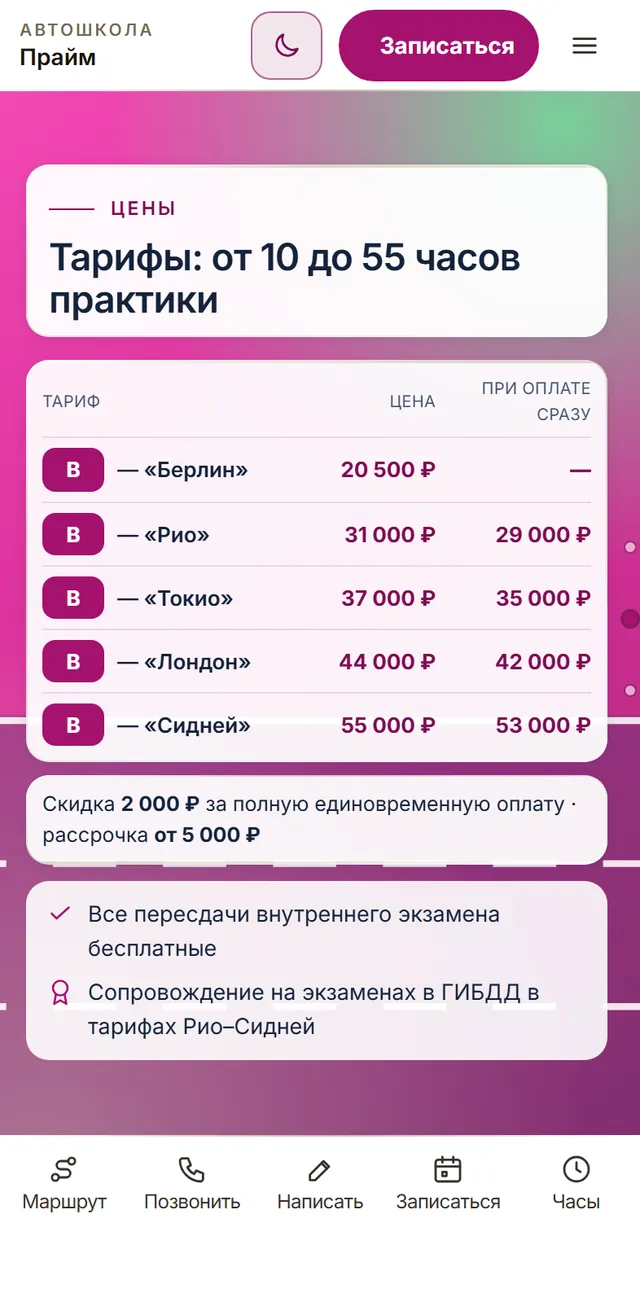 АВТОШКОЛА
Прайм
Записаться
ЦЕНЫ
Тарифы: от 10 до 55 часов
практики
ТАРИФ ЦЕНА ПРИ ОПЛАТЕ СРАЗУ
B — «Берлин» 20 500 ₽ —
B — «Рио» 31 000 ₽ 29 000 ₽
B — «Токио» 37 000 ₽ 35 000 ₽
B — «Лондон» 44 000 ₽ 42 000 ₽
B — «Сидней» 55 000 ₽ 53 000 ₽
Скидка 2 000 ₽ за полную единовременную оплату ·
рассрочка от 5 000 ₽
Все пересдачи внутреннего экзамена
бесплатные
Сопровождение на экзаменах в ГИБДД в
тарифах Рио–Сидней
Маршрут Позвонить Написать Записаться Часы